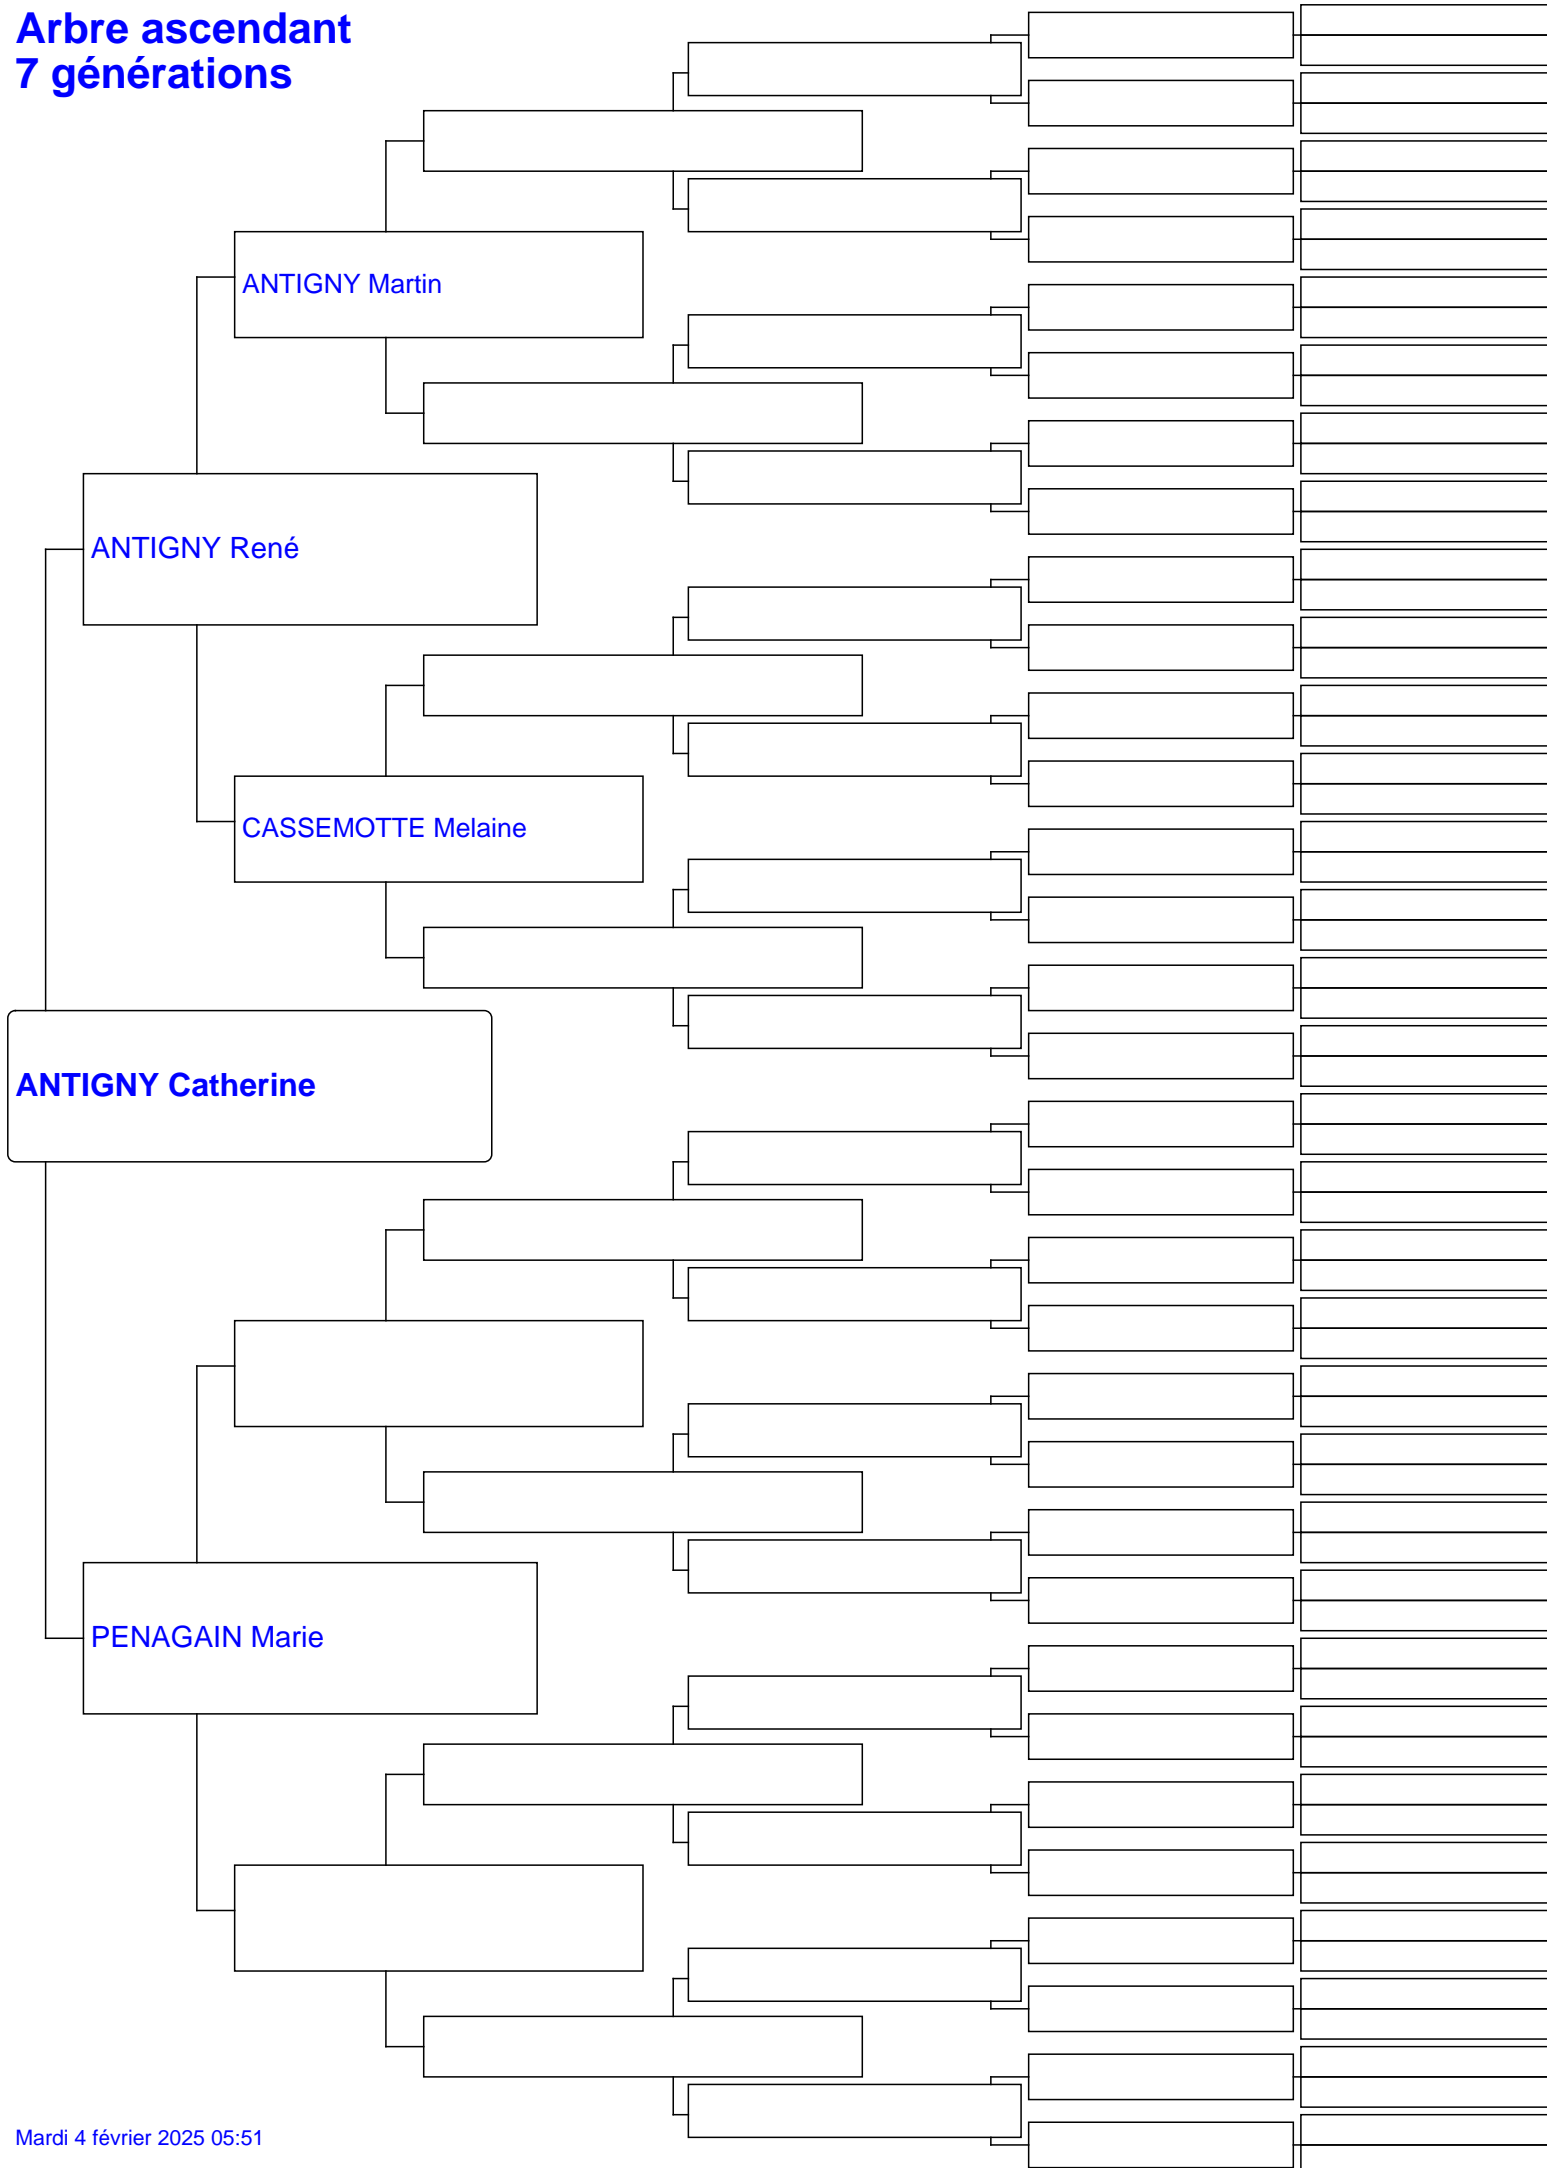 Arbre ascendant
7 générations
ANTIGNY Martin
ANTIGNY René
CASSEMOTTE Melaine
ANTIGNY Catherine
PENAGAIN Marie
Mardi 4 février 2025 05:51